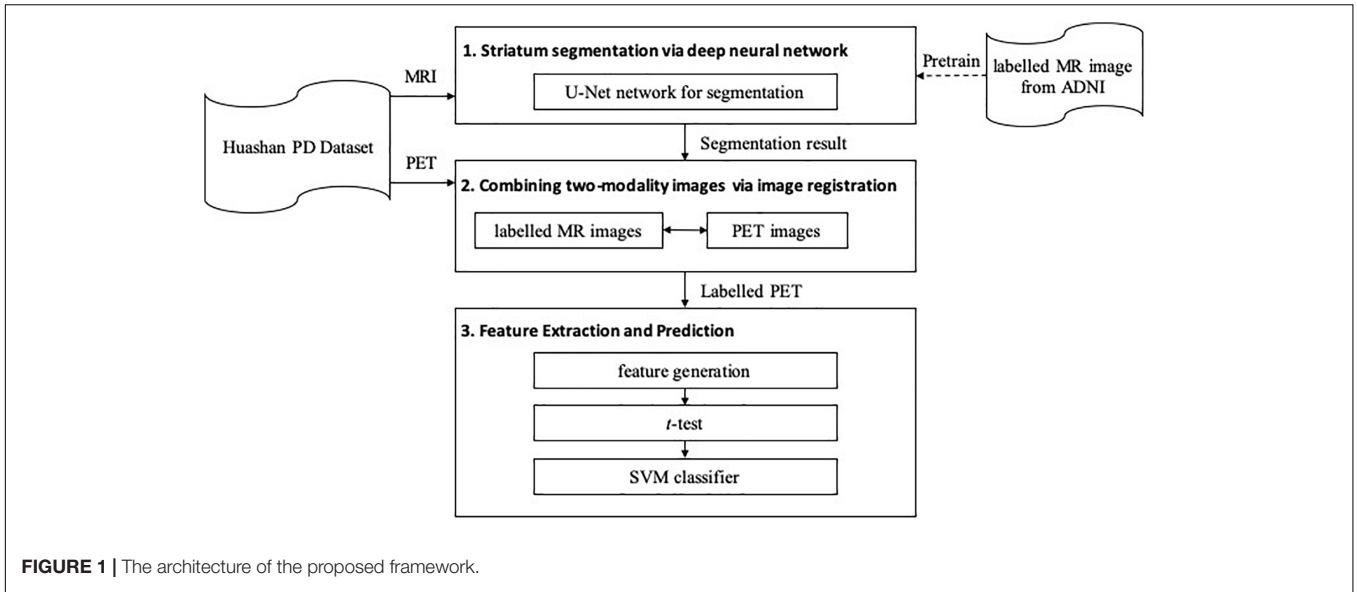 1. Striatum segmentation via deep neural network
U-Net network for segmentation
Pretrain
labelled MR image
from ADNI
MRI
Huashan PD Dataset
PET
Segmentation result
2. Combining two-modality images via image registration
labelled MR images
PET images
Labelled PET
3. Feature Extraction and Prediction
feature generation
t-test
SVM classifier
FIGURE 1 | The architecture of the proposed framework.